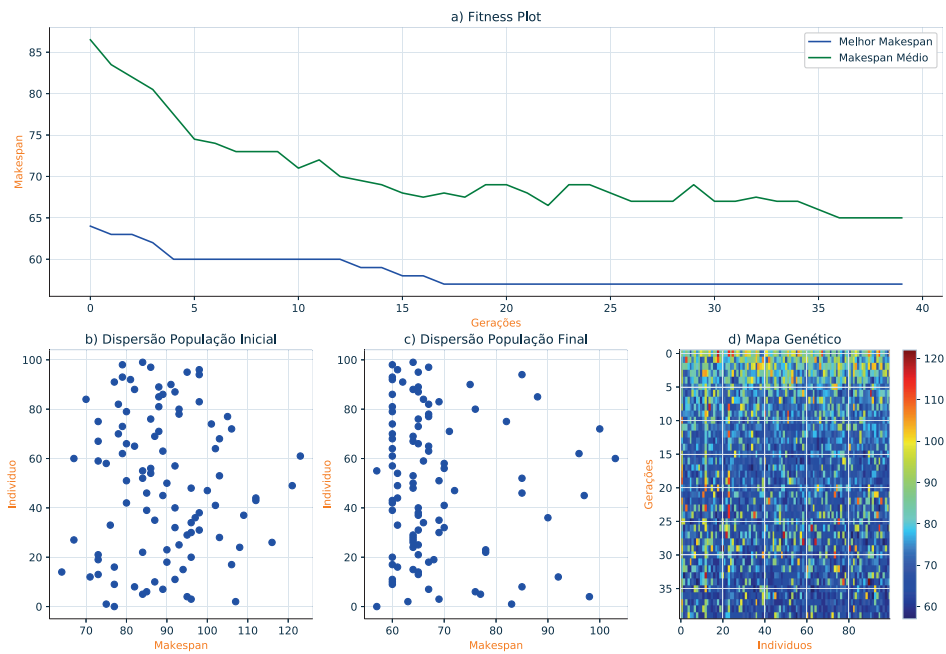 a) Fitness Plot
Melhor Makespan
Makespan Médio
85
80
75
70
65
60
Makespan
0 5 10 15 20 25 30 35 40
Gerações
b) Dispersão População Inicial
100
80
60
40
20
0
Individuo
70 80 90 100 110 120
Makespan
c) Dispersão População Final
100
80
60
40
20
0
Individuo
60 70 80 90 100
Makespan
d) Mapa Genético
0
5
10
15
20
25
30
35
Gerações
0 20 40 60 80
Individuos
120
110
100
90
80
70
60